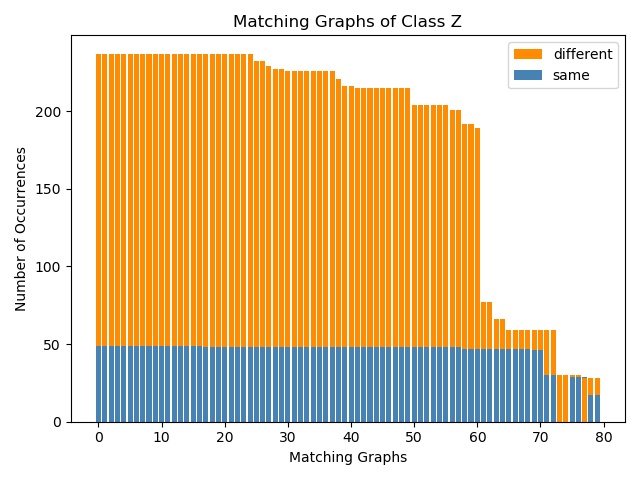 Matching Graphs of Class Z
different
same
Number of Occurrences
200
150
100
50
0
0 10 20 30 40 50 60 70 80
Matching Graphs